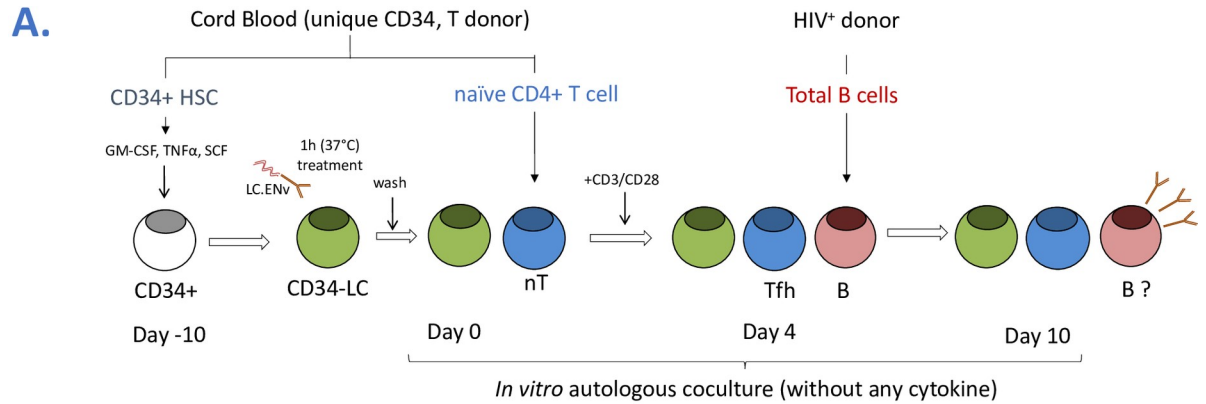 A.
Cord Blood (unique CD34, T donor)
HIV⁺ donor
CD34+ HSC
naïve CD4+ T cell
Total B cells
GM-CSF, TNFα, SCF
1h (37°C)
treatment
LC.ENv
wash
+CD3/CD28
CD34+
CD34-LC
nT
Tfh
B
B ?
Day -10
Day 0
Day 4
Day 10
In vitro autologous coculture (without any cytokine)